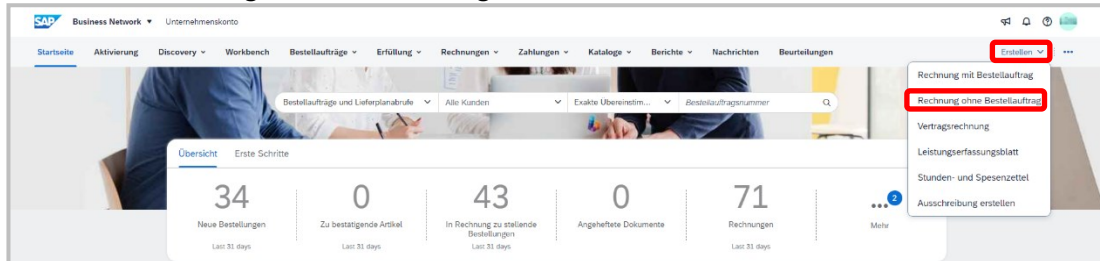 SAP Business Network ▾ Unternehmenskonto
Startseite Aktivierung Discovery Workbench Bestellaufträge Erfüllung Rechnungen Zahlungen Kataloge Berichte Nachrichten Beurteilungen Erstellen
Rechnung mit Bestellauftrag
Bestellaufträge und Lieferplanabrufe Alle Kunden Exakte Übereinstim... Bestellauftragsnummer
Rechnung ohne Bestellauftrag
Vertragsrechnung
Leistungserfassungsblatt
Stunden- und Spesenzettel
Ausschreibung erstellen
Übersicht Erste Schritte
34 0 43 0 71 ... 2
Neue Bestellungen Zu bestätigende Artikel In Rechnung zu stellende Bestellungen Angeheftete Dokumente Rechnungen Mehr
Last 31 days Last 31 days Last 31 days Last 31 days